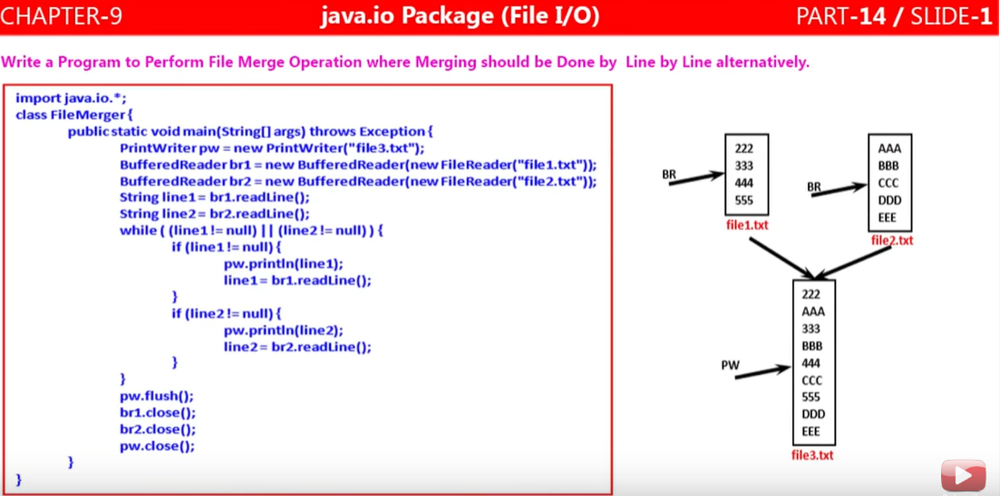 CHAPTER-9
java.io Package (File I/O)
PART-14 / SLIDE-1
Write a Program to Perform File Merge Operation where Merging should be Done by Line by Line alternatively.
import java.io.*;
class FileMerger{
public static void main(String[] args) throws Exception{
PrintWriter pw = new PrintWriter("file3.txt");
BufferedReader br1 = new BufferedReader(new FileReader("file1.txt"));
BufferedReader br2 = new BufferedReader(new FileReader("file2.txt"));
String line1= br1.readLine();
String line2= br2.readLine();
while ( (line1!= null) || (line2!= null) ) {
if (line1!= null) {
pw.println(line1);
line1= br1.readLine();
}
if (line2!= null) {
pw.println(line2);
line2= br2.readLine();
}
}
pw.flush();
br1.close();
br2.close();
pw.close();
}
}
BR
222
333
444
555
file1.txt
BR
AAA
BBB
CCC
DDD
EEE
file2.txt
PW
222
AAA
333
BBB
444
CCC
555
DDD
EEE
file3.txt